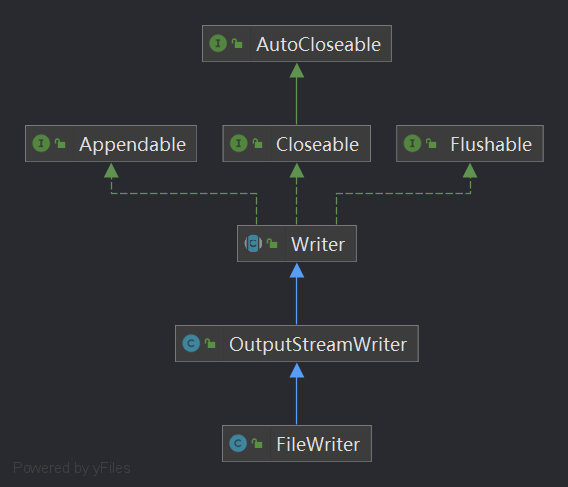 AutoCloseable
Appendable
Closeable
Flushable
Writer
OutputStreamWriter
FileWriter
Powered by yFiles